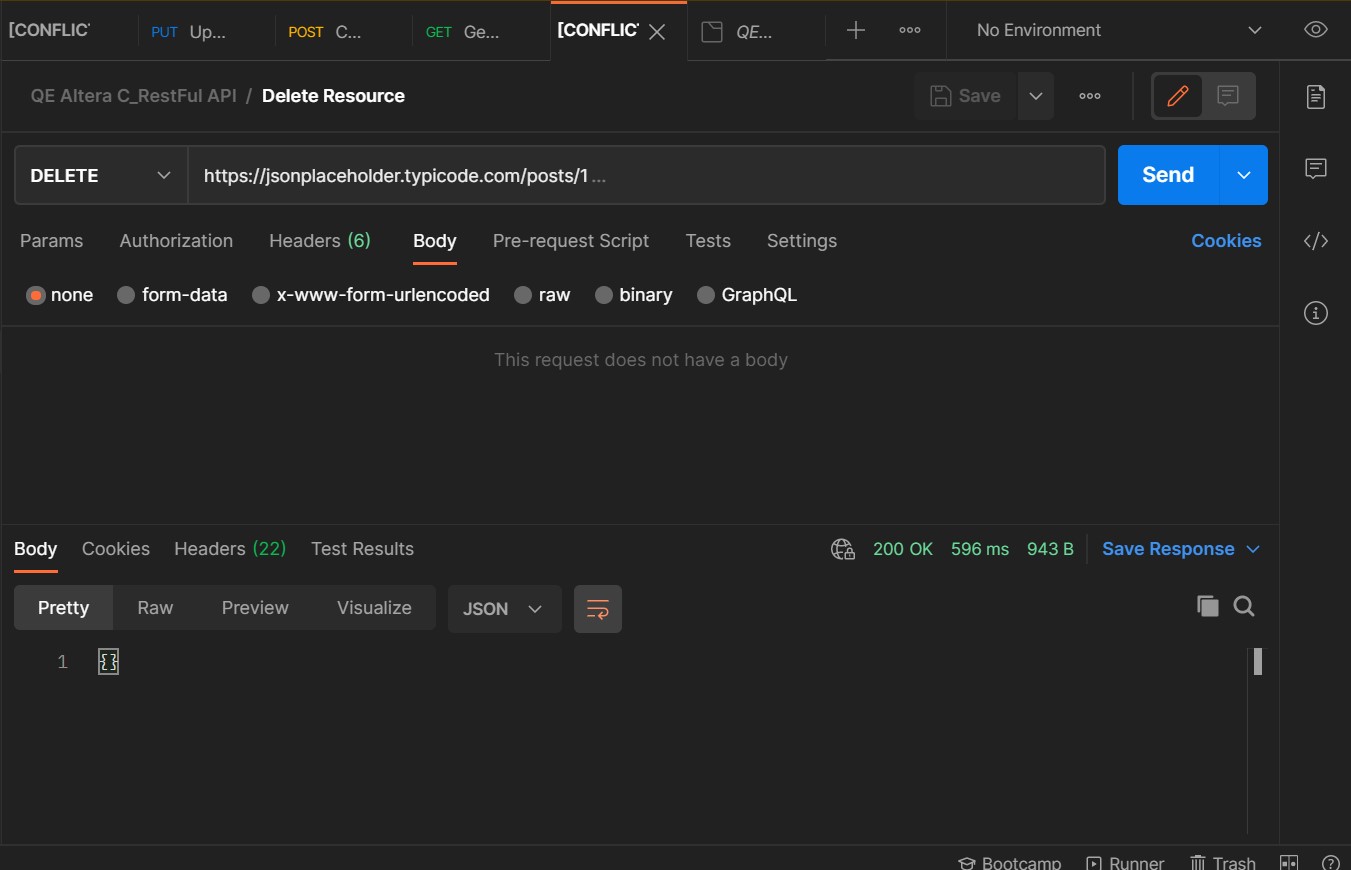 [CONFLIC' PUT Up... POST C... GET Ge... [CONFLIC' QE... No Environment
QE Altera C_RestFul API / Delete Resource Save
DELETE https://jsonplaceholder.typicode.com/posts/1 ... Send
Params Authorization Headers (6) Body Pre-request Script Tests Settings Cookies
none form-data x-www-form-urlencoded raw binary GraphQL
This request does not have a body
Body Cookies Headers (22) Test Results 200 OK 596 ms 943 B Save Response
Pretty Raw Preview Visualize JSON
1 {}
Bootcamp Runner Trash